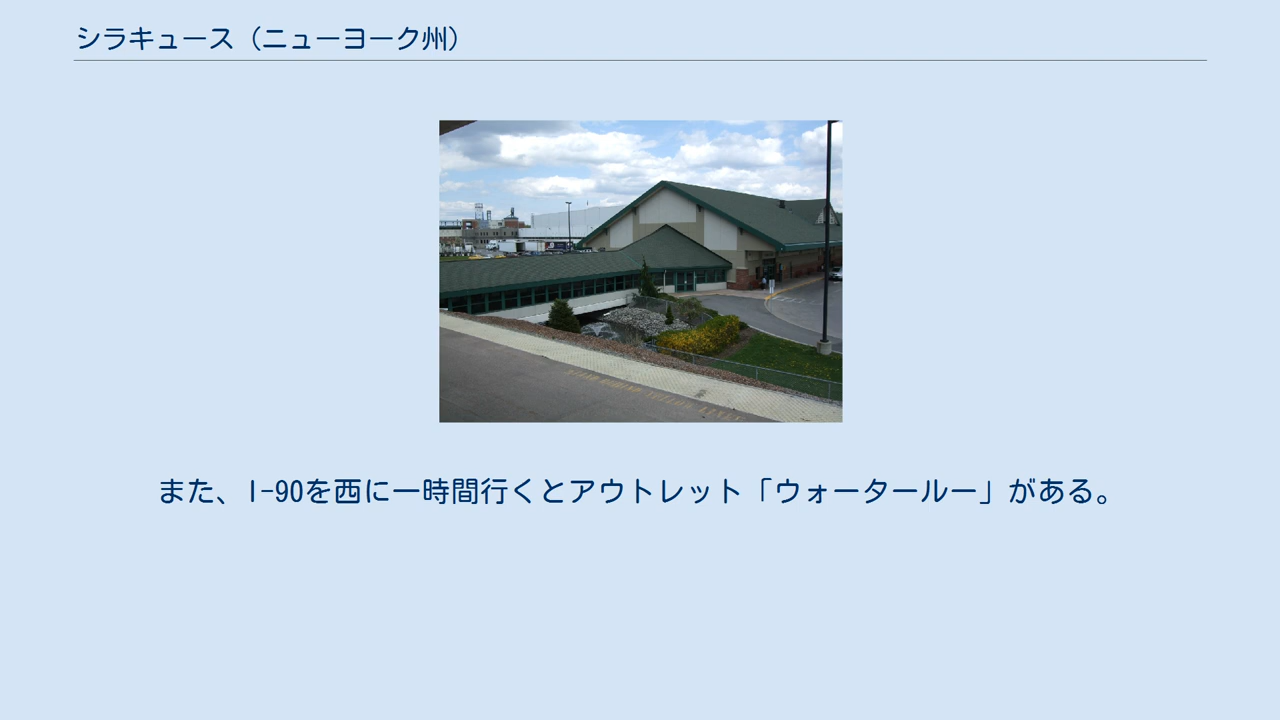 シラキュース（ニューヨーク州）
また、I-90を西に一時間行くとアウトレット「ウォータールー」がある。